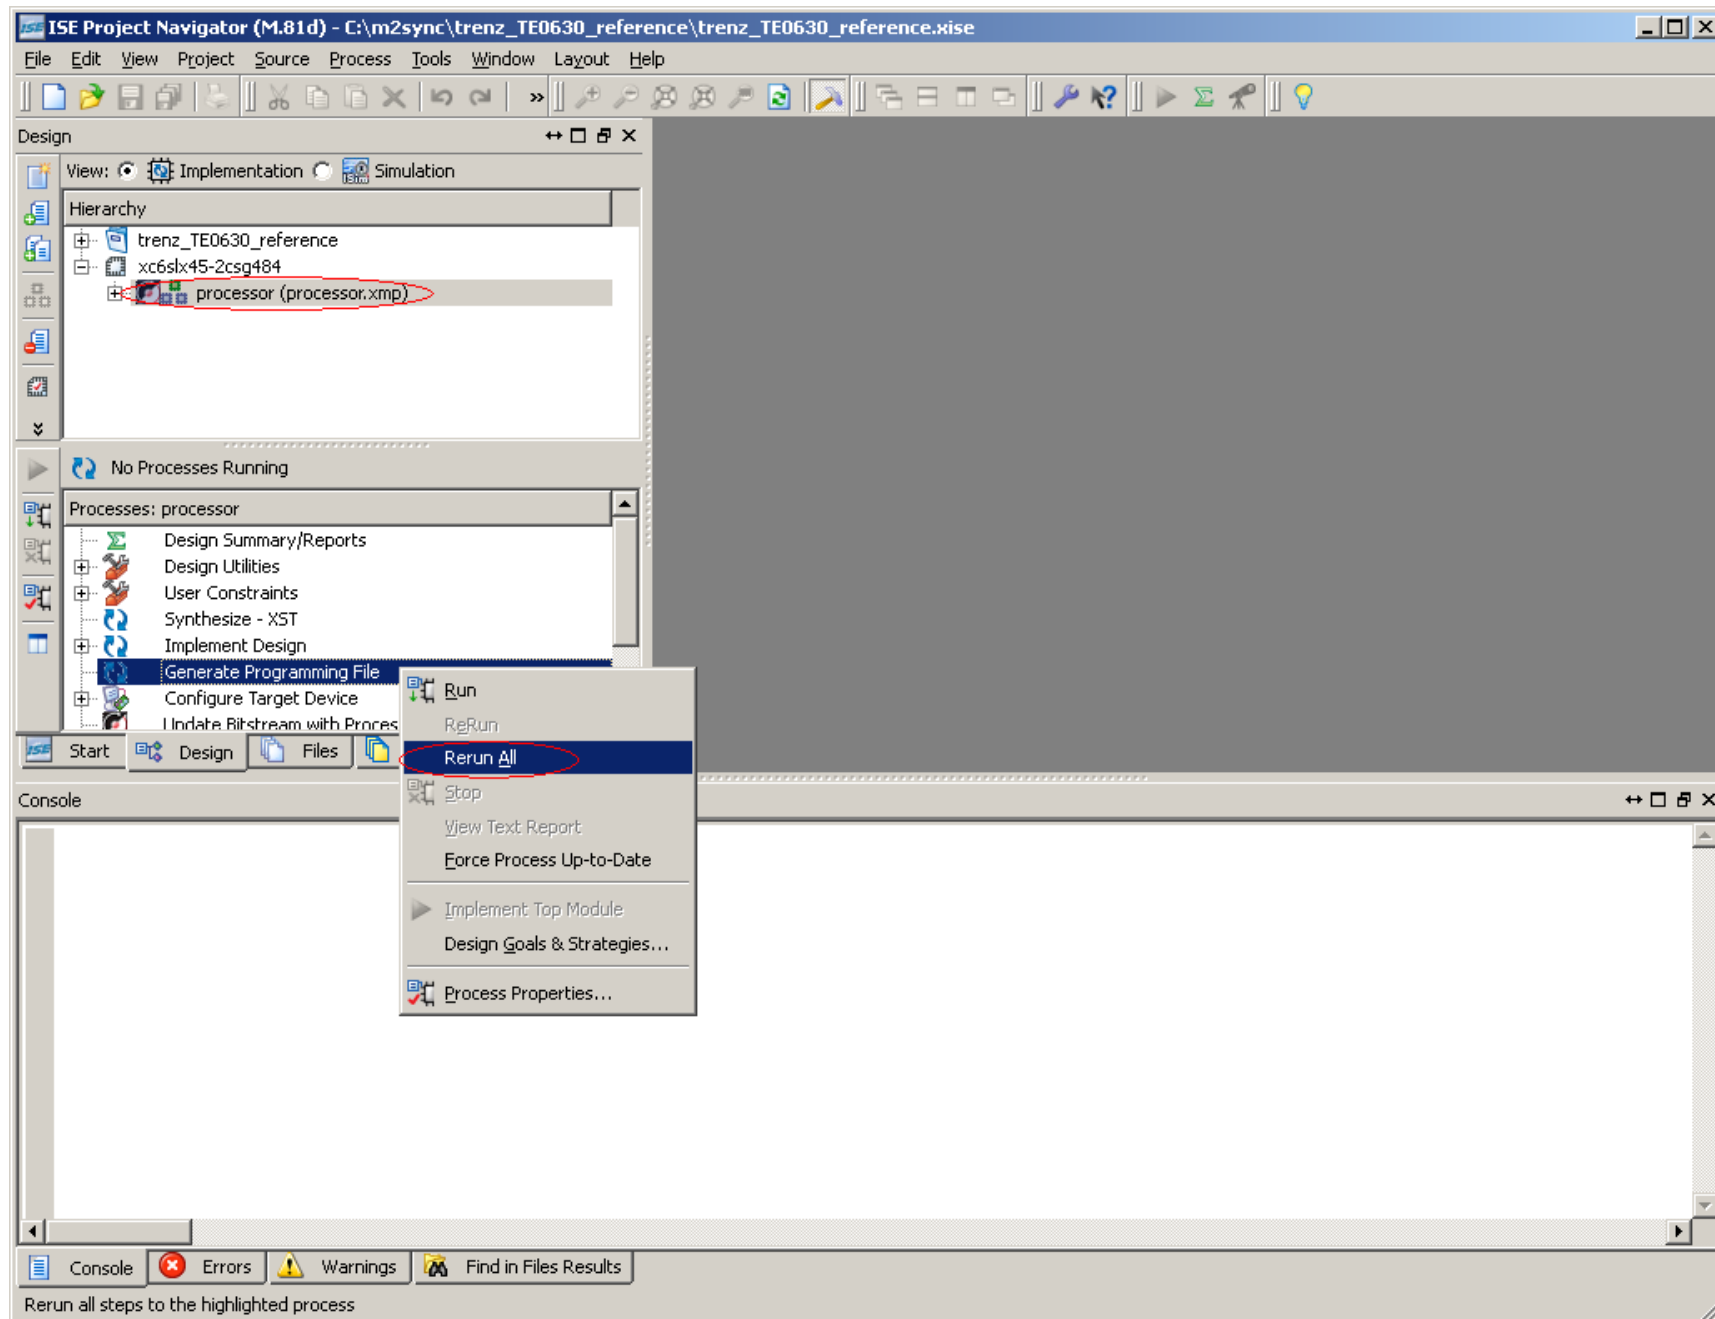 ISE Project Navigator (M.81d) - C:\m2sync\trenz_TE0630_reference\trenz_TE0630_reference.xise
File Edit View Project Source Process Tools Window Layout Help
Design
View: Implementation Simulation
Hierarchy
trenz_TE0630_reference
xc6slx45-2csg484
processor (processor.xmp)
No Processes Running
Processes: processor
Design Summary/Reports
Design Utilities
User Constraints
Synthesize - XST
Implement Design
Generate Programming File
Configure Target Device
Update Bitstream with Proces
Start Design Files
Run
ReRun
Rerun All
Stop
View Text Report
Force Process Up-to-Date
Implement Top Module
Design Goals & Strategies...
Process Properties...
Console
Console Errors Warnings Find in Files Results
Rerun all steps to the highlighted process